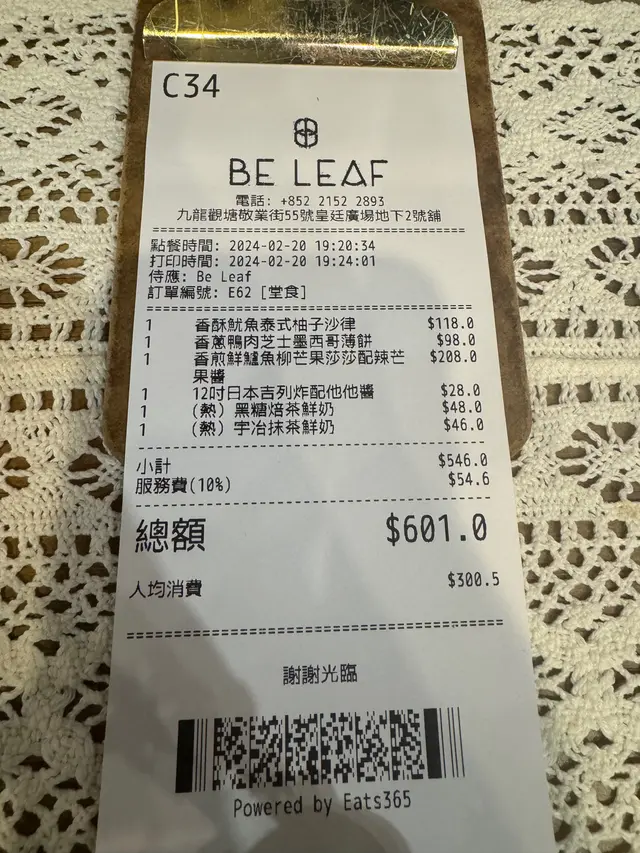 C34
BE LEAF
電話: +852 2152 2893
九龍觀塘敬業街55號皇廷廣場地下2號舖
點餐時間: 2024-02-20 19:20:34
打印時間: 2024-02-20 19:24:01
侍應: Be Leaf
訂單編號: E62 [堂食]
1 香酥魷魚泰式柚子沙律 $118.0
1 香蔥鴨肉芝士墨西哥薄餅 $98.0
1 香煎鮮鱸魚柳芒果莎莎配辣芒 $208.0
果醬
1 12吋日本吉列炸配他他醬 $28.0
1 (熱) 黑糖焙茶鮮奶 $48.0
1 (熱) 宇冶抹茶鮮奶 $46.0
小計 $546.0
服務費(10%) $54.6
總額 $601.0
人均消費 $300.5
謝謝光臨
Powered by Eats365